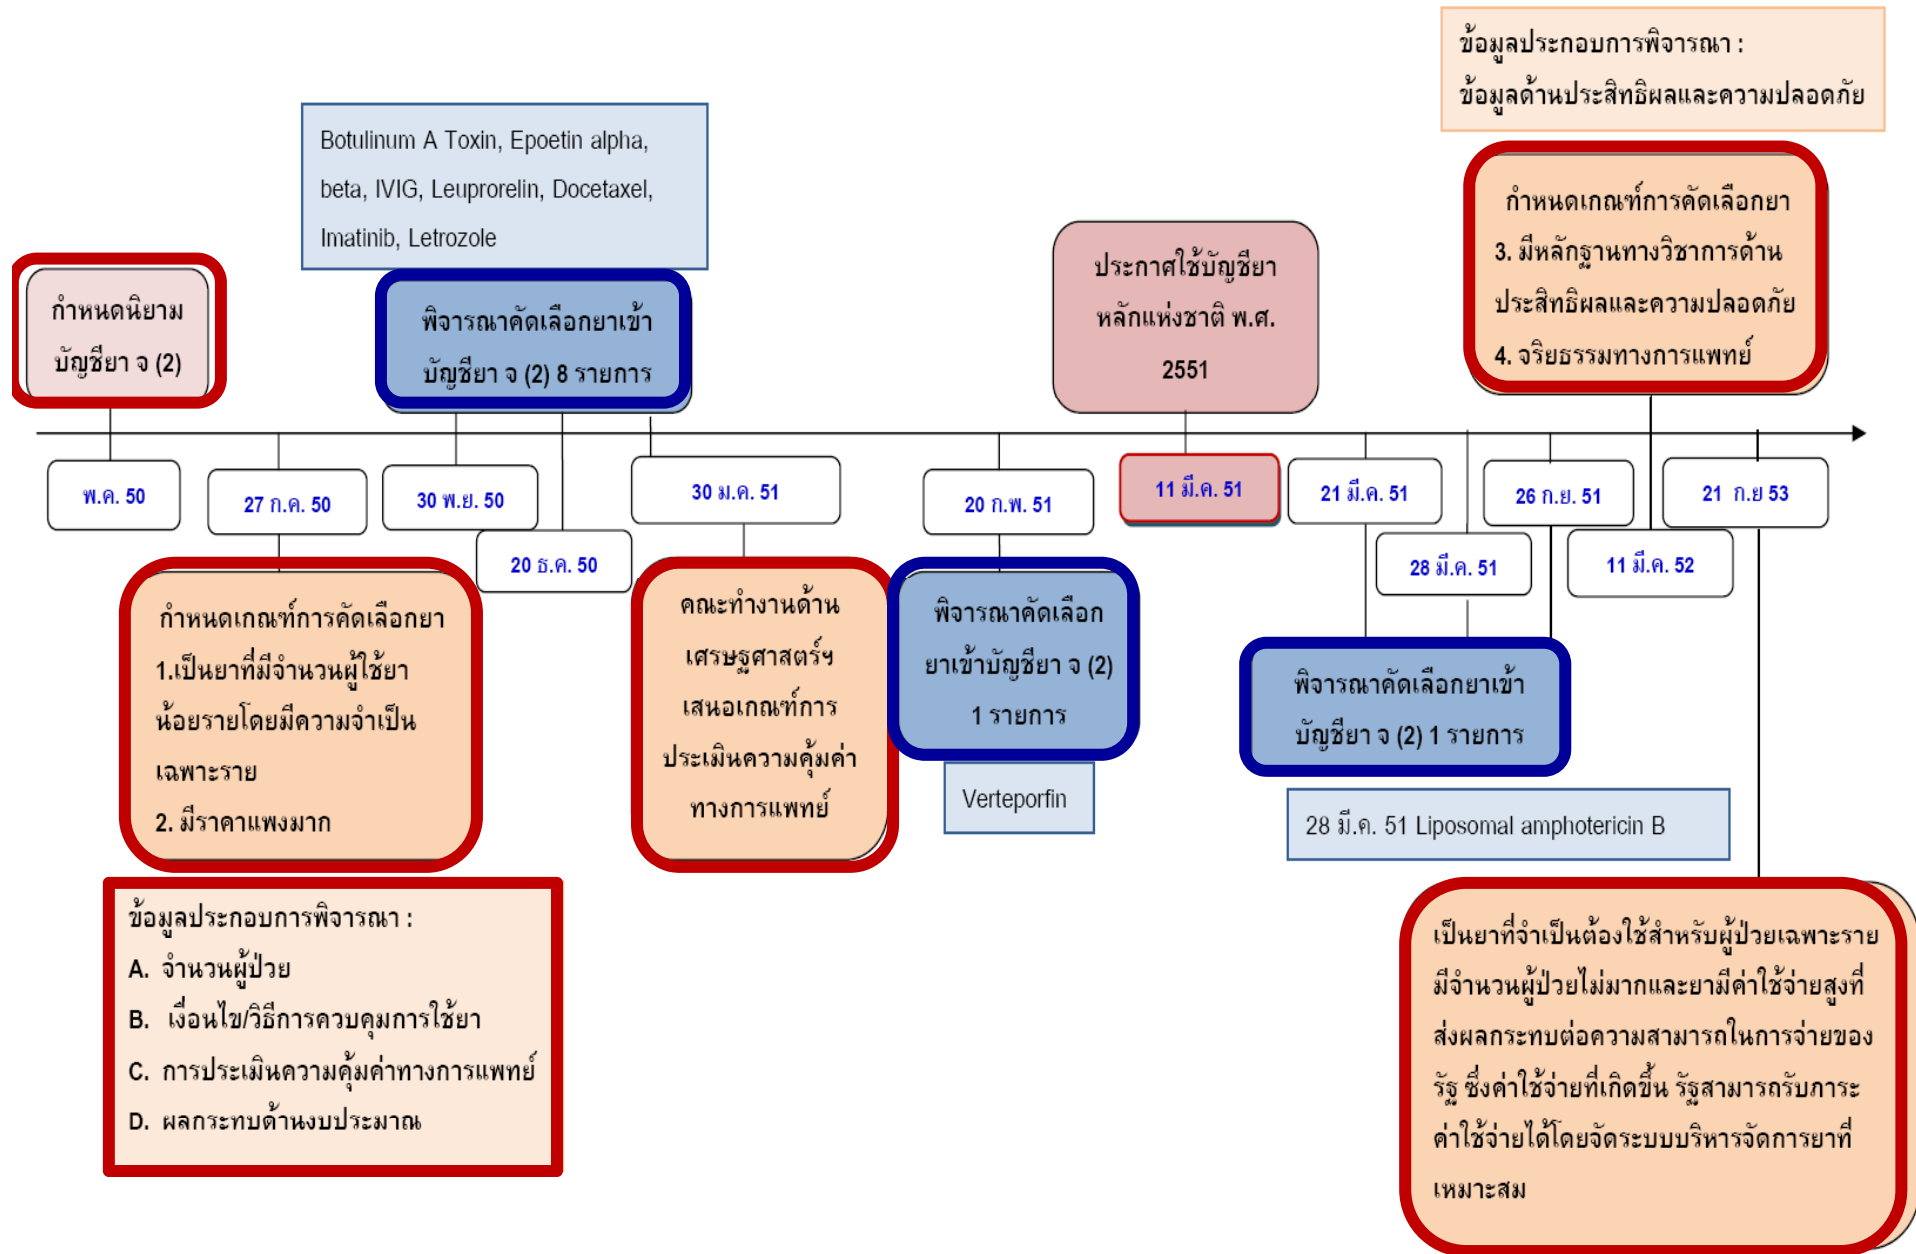 ข้อมูลประกอบการพิจารณา :
ข้อมูลด้านประสิทธิผลและความปลอดภัย
Botulinum A Toxin, Epoetin alpha,
beta, IVIG, Leuprorelin, Docetaxel,
Imatinib, Letrozole
กำหนดเกณฑ์การคัดเลือกยา
3. มีหลักฐานทางวิชาการด้าน
ประสิทธิผลและความปลอดภัย
4. จริยธรรมทางการแพทย์
ประกาศใช้บัญชียา
หลักแห่งชาติ พ.ศ.
2551
กำหนดนิยาม
บัญชียา จ (2)
พิจารณาคัดเลือกยาเข้า
บัญชียา จ (2) 8 รายการ
พ.ค. 50
27 ก.ค. 50
30 พ.ย. 50
20 ธ.ค. 50
30 ม.ค. 51
20 ก.พ. 51
11 มี.ค. 51
21 มี.ค. 51
28 มี.ค. 51
26 ก.ย. 51
11 มี.ค. 52
21 ก.ย 53
กำหนดเกณฑ์การคัดเลือกยา
1.เป็นยาที่มีจำนวนผู้ใช้ยา
น้อยรายโดยมีความจำเป็น
เฉพาะราย
2. มีราคาแพงมาก
คณะทำงานด้าน
เศรษฐศาสตร์ฯ
เสนอเกณฑ์การ
ประเมินความคุ้มค่า
ทางการแพทย์
พิจารณาคัดเลือก
ยาเข้าบัญชียา จ (2)
1 รายการ
Verteporfin
พิจารณาคัดเลือกยาเข้า
บัญชียา จ (2) 1 รายการ
28 มี.ค. 51 Liposomal amphotericin B
ข้อมูลประกอบการพิจารณา :
A. จำนวนผู้ป่วย
B. เงื่อนไข/วิธีการควบคุมการใช้ยา
C. การประเมินความคุ้มค่าทางการแพทย์
D. ผลกระทบด้านงบประมาณ
เป็นยาที่จำเป็นต้องใช้สำหรับผู้ป่วยเฉพาะราย
มีจำนวนผู้ป่วยไม่มากและยามีค่าใช้จ่ายสูงที่
ส่งผลกระทบต่อความสามารถในการจ่ายของ
รัฐ ซึ่งค่าใช้จ่ายที่เกิดขึ้น รัฐสามารถรับภาระ
ค่าใช้จ่ายได้โดยจัดระบบบริหารจัดการยาที่
เหมาะสม